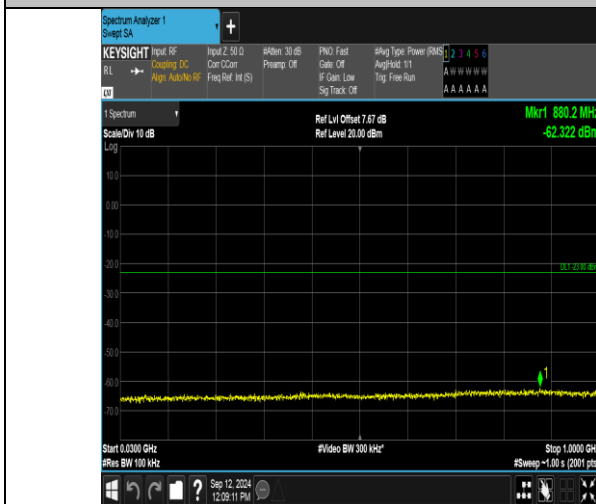 Spectrum Analyzer 1
Swept SA
+
KEYSIGHT Input: RF Input Z: 50 Ω #Atten: 30 dB PNO: Fast #Avg Type: Power (RMS 1 2 3 4 5 6
RL Coupling: DC Corr CCorr Preamp: Off Gate: Off Avg|Hold: 1/1 A W W W W W
Align: Auto/No RF Freq Ref: Int (S) IF Gain: Low Trig: Free Run
Sig Track: Off A A A A A A
1 Spectrum
Ref Lvl Offset 7.67 dB Mkr1 880.2 MHz
Scale/Div 10 dB Ref Level 20.00 dBm -62.322 dBm
Log
10.0
0.00
-10.0
-20.0
DL1 -23.00 dBm
-30.0
-40.0
-50.0
1
-60.0
-70.0
Start 0.0300 GHz #Video BW 300 kHz* Stop 1.0000 GHz
#Res BW 100 kHz #Sweep ~1.00 s (2001 pts
? Sep 12, 2024
12:09:11 PM